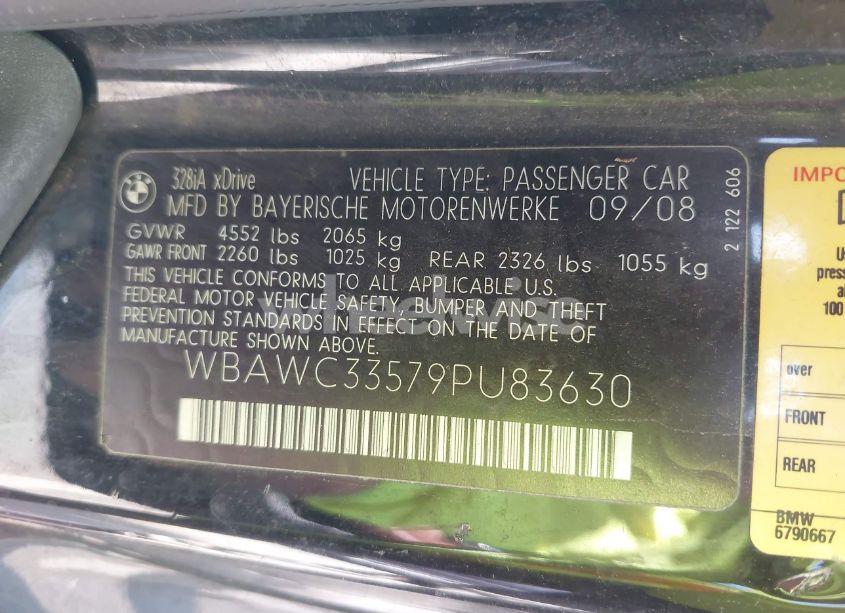 328iA xDrive VEHICLE TYPE: PASSENGER CAR
MFD BY BAYERISCHE MOTORENWERKE 09/08
GVWR 4552 lbs 2065 kg
GAWR FRONT 2260 lbs 1025 kg REAR 2326 lbs 1055 kg
THIS VEHICLE CONFORMS TO ALL APPLICABLE U.S.
FEDERAL MOTOR VEHICLE SAFETY, BUMPER AND THEFT
PREVENTION STANDARDS IN EFFECT ON THE DATE OF
MANUFACTURE SHOWN ABOVE.
WBAWC33579PU83630
2 122 606
IMPO
press
100
over
FRONT
REAR
BMW
6790667